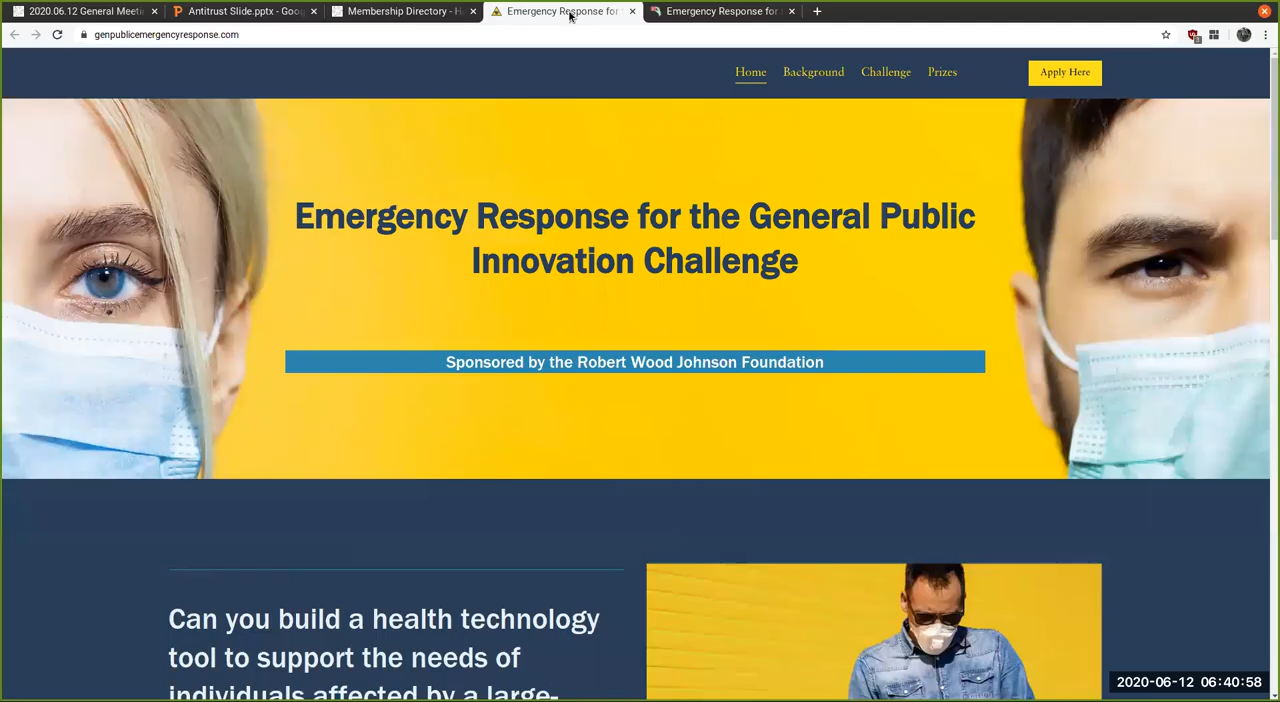 2020.06.12 General Meeti
Antitrust Slide.pptx - Goog
Membership Directory - H
Emergency Response for
Emergency Response for
genpublicemergencyresponse.com
Home
Background
Challenge
Prizes
Apply Here
Emergency Response for the General Public
Innovation Challenge
Sponsored by the Robert Wood Johnson Foundation
Can you build a health technology
tool to support the needs of
individuals affected by a large-
2020-06-12 06:40:58